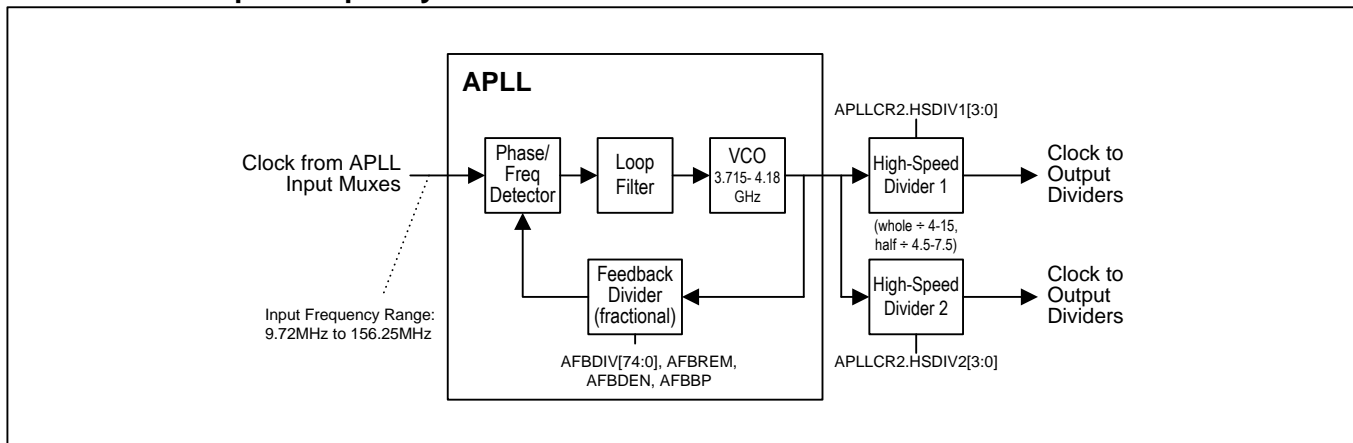 APLL
APLLCR2.HSDIV1[3:0]
Clock from APLL
Input Muxes
Phase/
Freq
Detector
Loop
Filter
VCO
3.715- 4.18
GHz
High-Speed
Divider 1
Clock to
Output
Dividers
(whole ÷ 4-15,
half ÷ 4.5-7.5)
Feedback
Divider
(fractional)
High-Speed
Divider 2
Clock to
Output
Dividers
Input Frequency Range:
9.72MHz to 156.25MHz
AFBDIV[74:0], AFBREM,
AFBDEN, AFBBP
APLLCR2.HSDIV2[3:0]